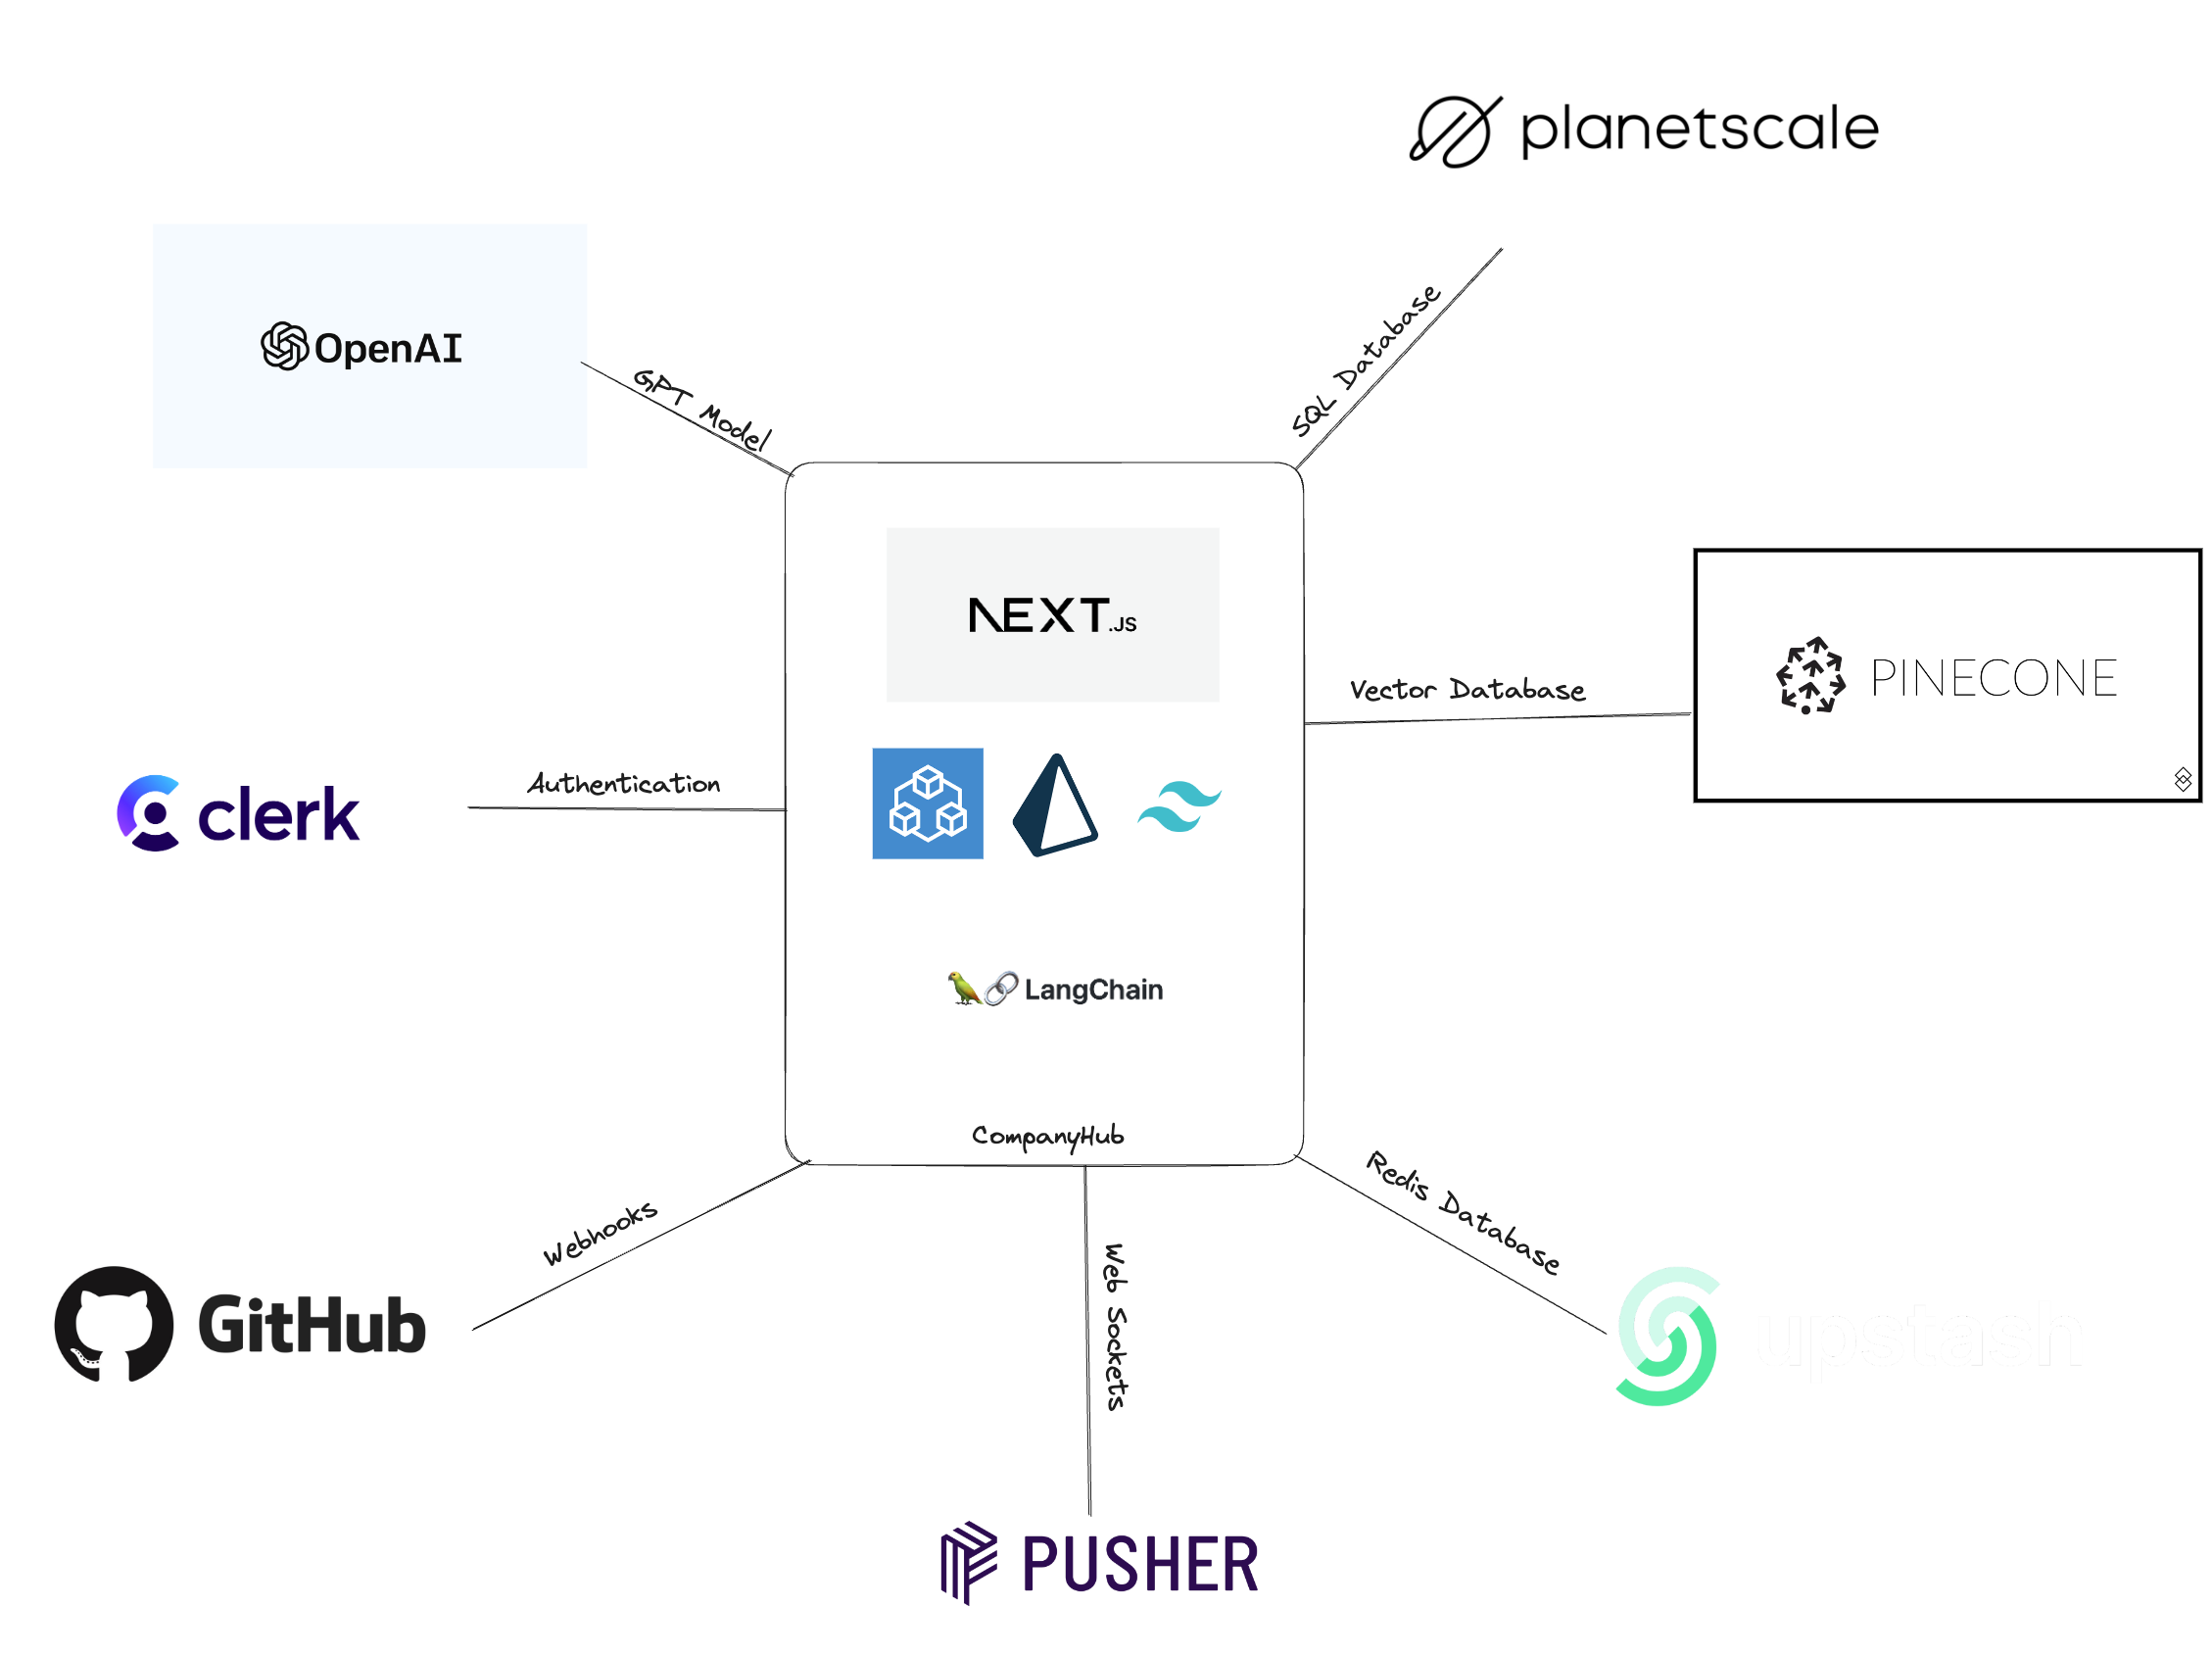 planetscale
OpenAI
GPT Model
SQL Database
NEXT.JS
Vector Database
PINECONE
Authentication
clerk
LangChain
CompanyHub
Webhooks
Redis Database
GitHub
Web Sockets
upstash
PUSHER